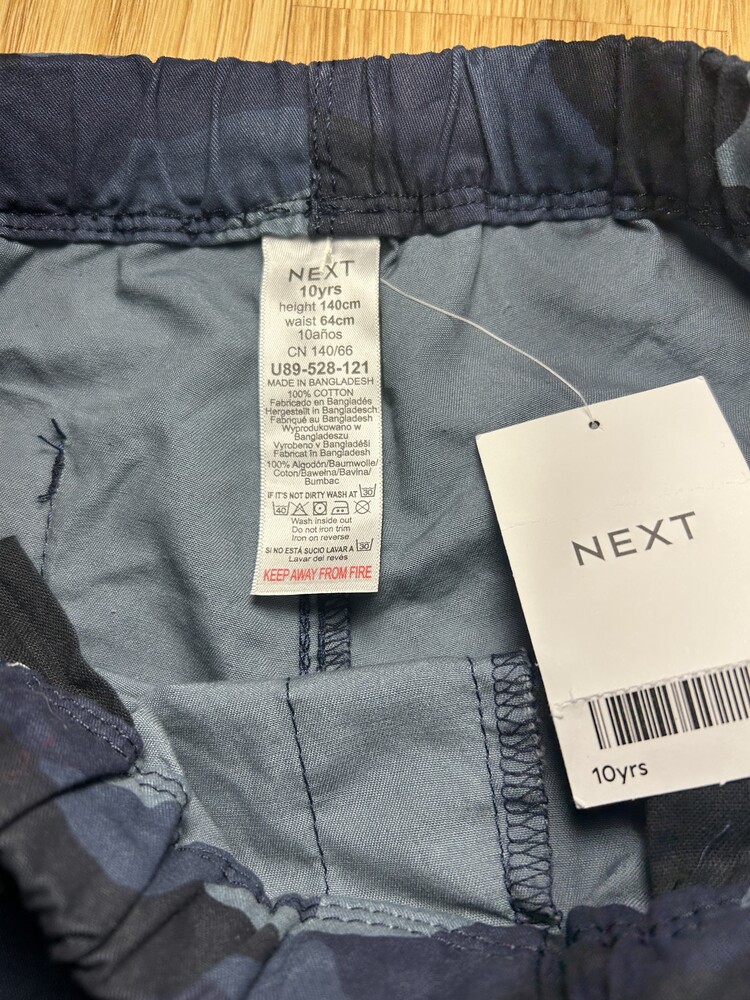 NEXT
10yrs
height 140cm
waist 64cm
10años
CN 140/66
U89-528-121
MADE IN BANGLADESH
100% COTTON
Fabricado en Bangladés
Hergestellt in Bangladesch
Fabriqué au Bangladesh
Wyprodukowano w
Bangladeszu
Vyrobeno v Bangladéši
Fabricat în Bangladesh
100% Algodón/Baumwolle/
Coton/Bawełna/Bavlna/
Bumbac
IF IT'S NOT DIRTY WASH AT 30
40
Wash inside out
Do not iron trim
Iron on reverse
SI NO ESTÁ SUCIO LAVAR A 30
Lavar del revés
KEEP AWAY FROM FIRE
NEXT
10yrs